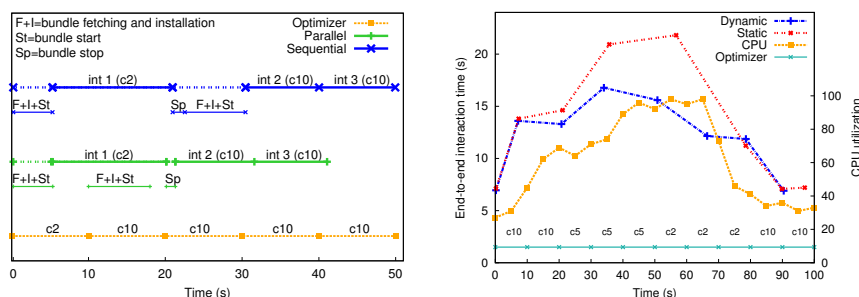 F+I=bundle fetching and installation
St=bundle start
Sp=bundle stop
Optimizer
Parallel
Sequential
int 1 (c2)
int 2 (c10)
int 3 (c10)
F+I+St
Sp
F+I+St
int 1 (c2)
int 2 (c10)
int 3 (c10)
F+I+St
F+I+St
Sp
c2
c10
c10
c10
c10
0
10
20
30
40
50
Time (s)
End-to-end interaction time (s)
20
15
10
5
0
Dynamic
Static
CPU
Optimizer
c10
c10
c5
c5
c5
c2
c2
c2
c10
c10
100
80
60
40
20
0
CPU utilization
0
10
20
30
40
50
60
70
80
90
100
Time (s)